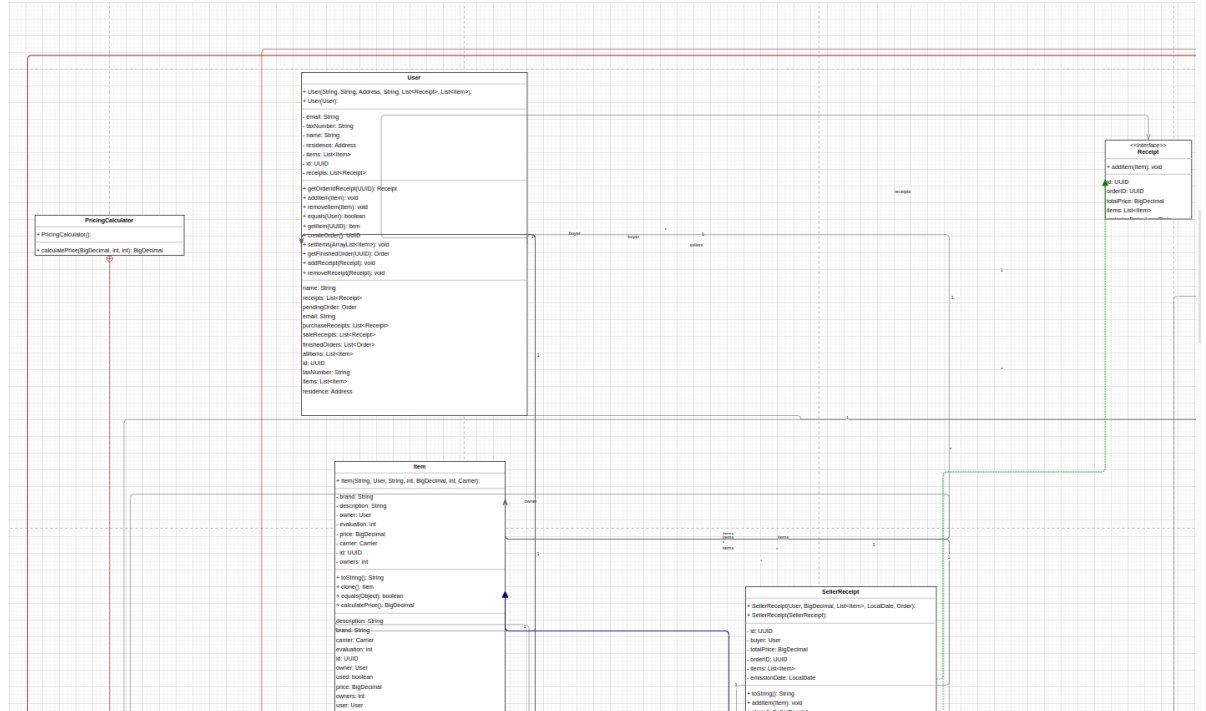 User
+ User(String, String, Address, String, List<Receipt>, List<Item>):
+ User(User):
- email: String
- taxNumber: String
- name: String
- residence: Address
- items: List<Item>
- id: UUID
- receipts: List<Receipt>
+ getOrderIdReceipt(UUID): Receipt
+ addItem(Item): void
+ removeItem(Item): void
+ equals(User): boolean
+ getItem(UUID): Item
+ createOrder(): UUID
+ setItems(ArrayList<Item>): void
+ getFinishedOrder(UUID): Order
+ addReceipt(Receipt): void
+ removeReceipt(Receipt): void
name: String
receipts: List<Receipt>
pendingOrder: Order
email: String
purchaseReceipts: List<Receipt>
saleReceipts: List<Receipt>
finishedOrders: List<Order>
allItems: List<Item>
id: UUID
taxNumber: String
items: List<Item>
residence: Address
<<Interface>>
Receipt
+ addItem(Item): void
id: UUID
orderID: UUID
totalPrice: BigDecimal
items: List<Item>
PricingCalculator
+ PricingCalculator():
+ calculatePrice(BigDecimal, int, int): BigDecimal
receipts
buyer
buyer
*
1
sellers
1
1
1
*
1
*
Item
+ Item(String, User, String, int, BigDecimal, int, Carrier):
- brand: String
- description: String
- owner: User
- evaluation: int
- price: BigDecimal
- carrier: Carrier
- id: UUID
- owners: int
+ toString(): String
+ clone(): Item
+ equals(Object): boolean
+ calculatePrice(): BigDecimal
description: String
brand: String
carrier: Carrier
evaluation: int
id: UUID
owner: User
used: boolean
price: BigDecimal
owners: int
user: User
owner
items
items
items
items
*
*
*
1
1
1
1
SellerReceipt
+ SellerReceipt(User, BigDecimal, List<Item>, LocalDate, Order):
+ SellerReceipt(SellerReceipt):
- id: UUID
- buyer: User
- totalPrice: BigDecimal
- orderID: UUID
- items: List<Item>
- emissionDate: LocalDate
+ toString(): String
+ addItem(Item): void